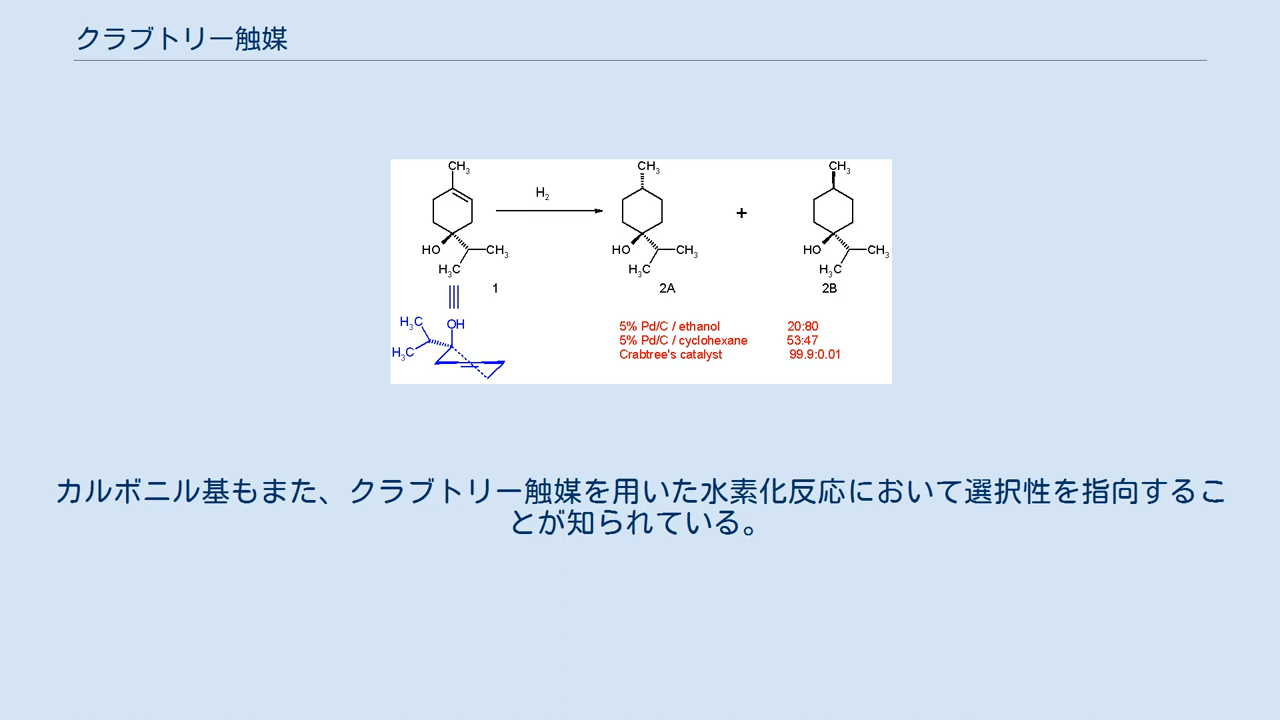 クラブトリー触媒
CH3 CH3 CH3
H2
+
HO CH3 HO CH3 HO CH3
H3C H3C H3C
1 2A 2B
H3C OH
H3C
5% Pd/C / ethanol 20:80
5% Pd/C / cyclohexane 53:47
Crabtree's catalyst 99.9:0.01
カルボニル基もまた、クラブトリー触媒を用いた水素化反応において選択性を指向するこ
とが知られている。